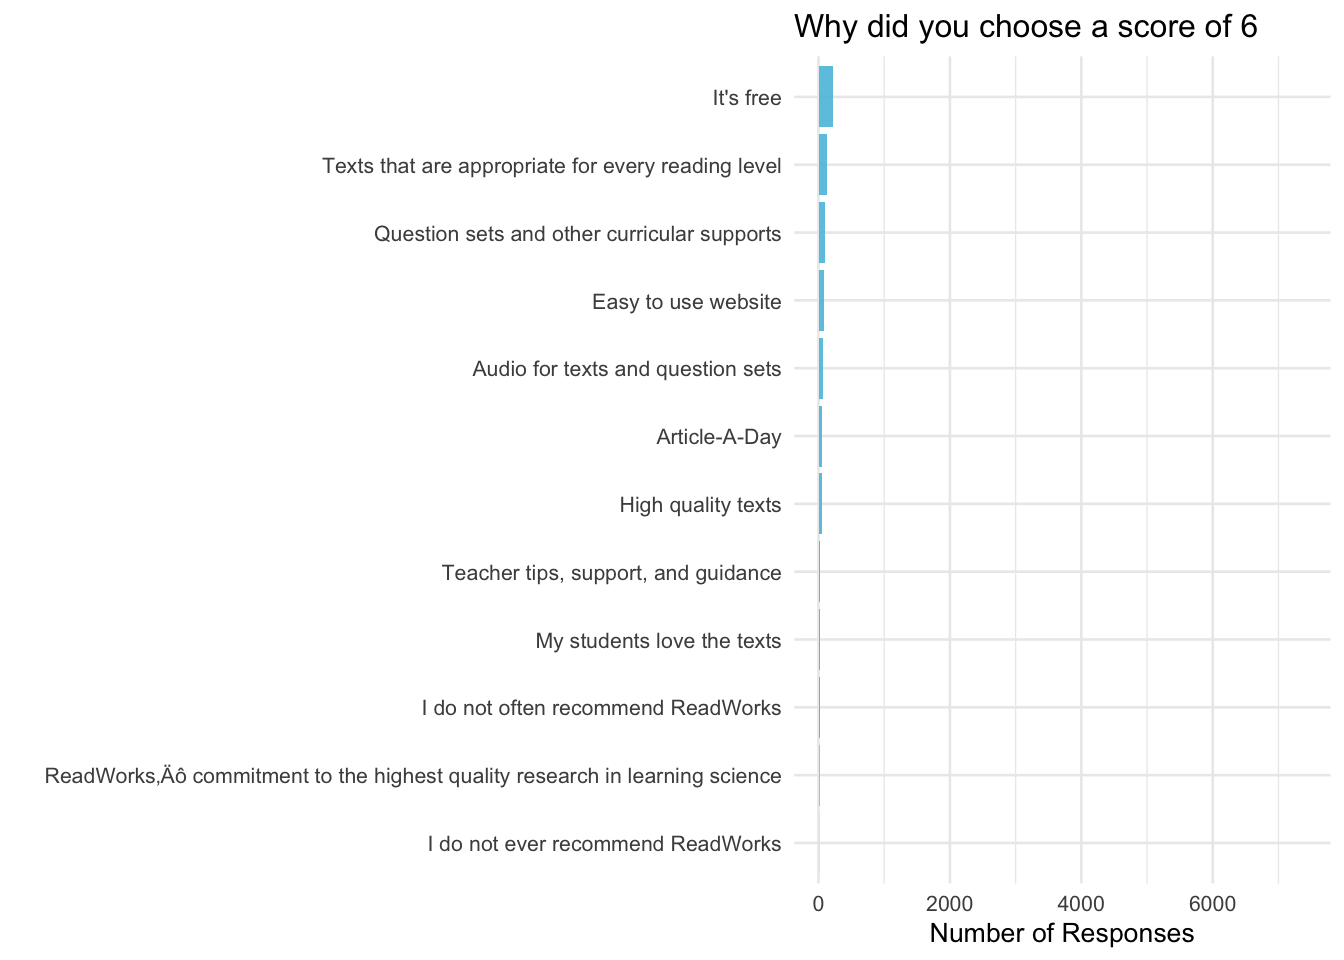 Why did you choose a score of 6
It's free
Texts that are appropriate for every reading level
Question sets and other curricular supports
Easy to use website
Audio for texts and question sets
Article-A-Day
High quality texts
Teacher tips, support, and guidance
My students love the texts
I do not often recommend ReadWorks
ReadWorks‚Äô commitment to the highest quality research in learning science
I do not ever recommend ReadWorks
0 2000 4000 6000
Number of Responses